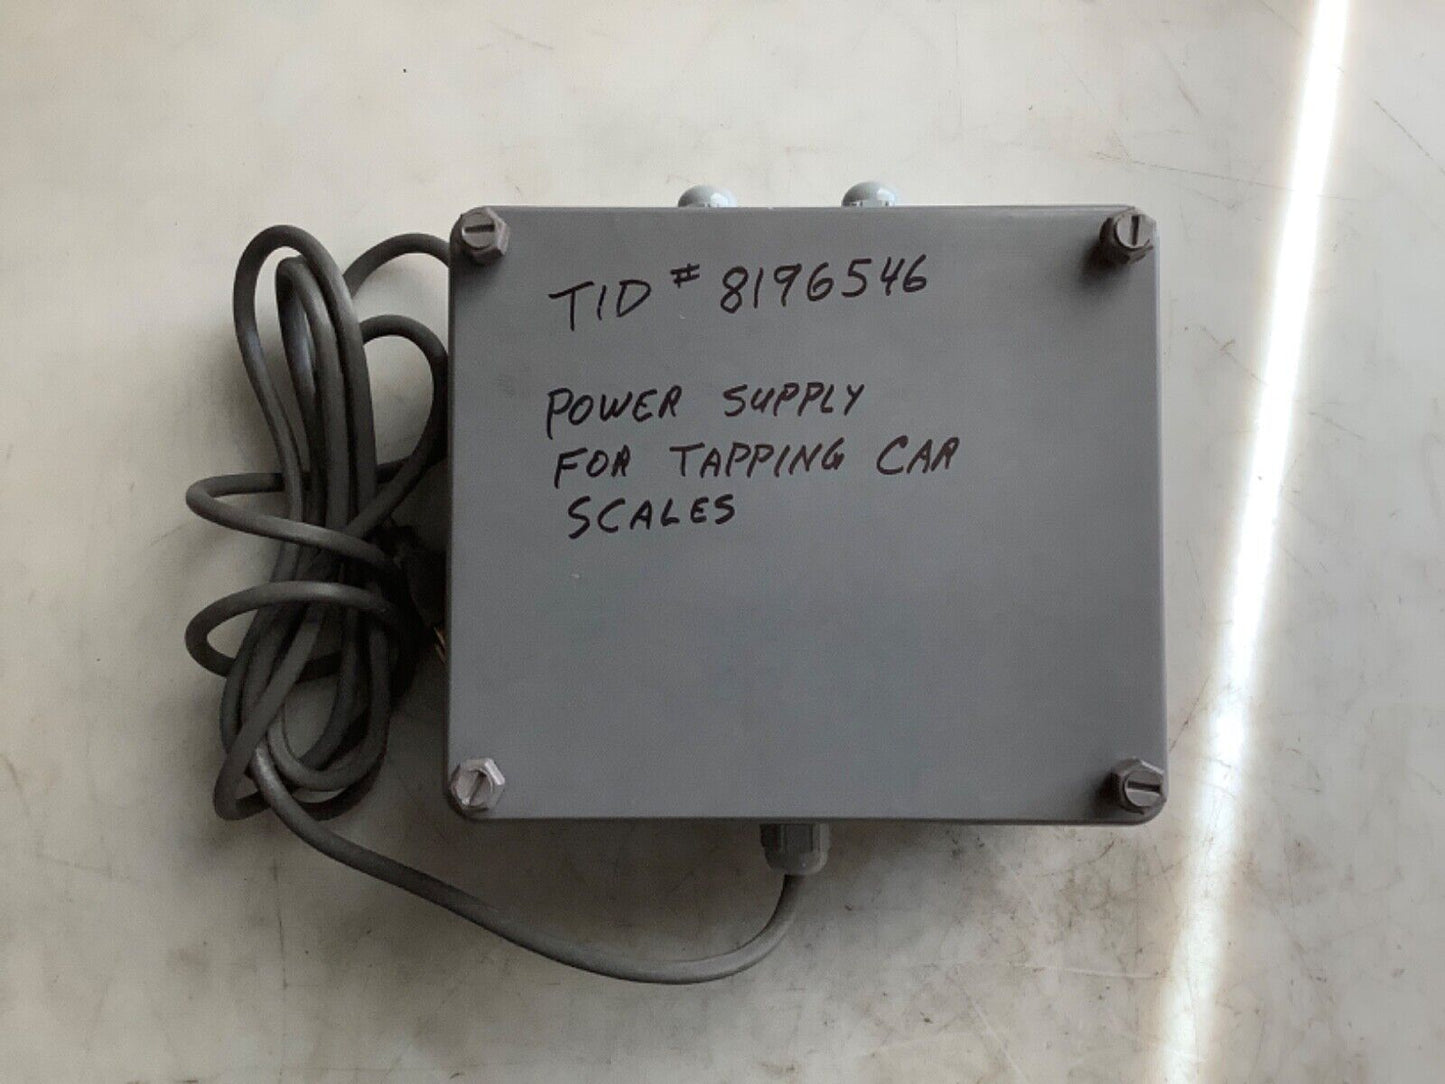 TID # 8196546
POWER SUPPLY
FOR TAPPING CAR
SCALES